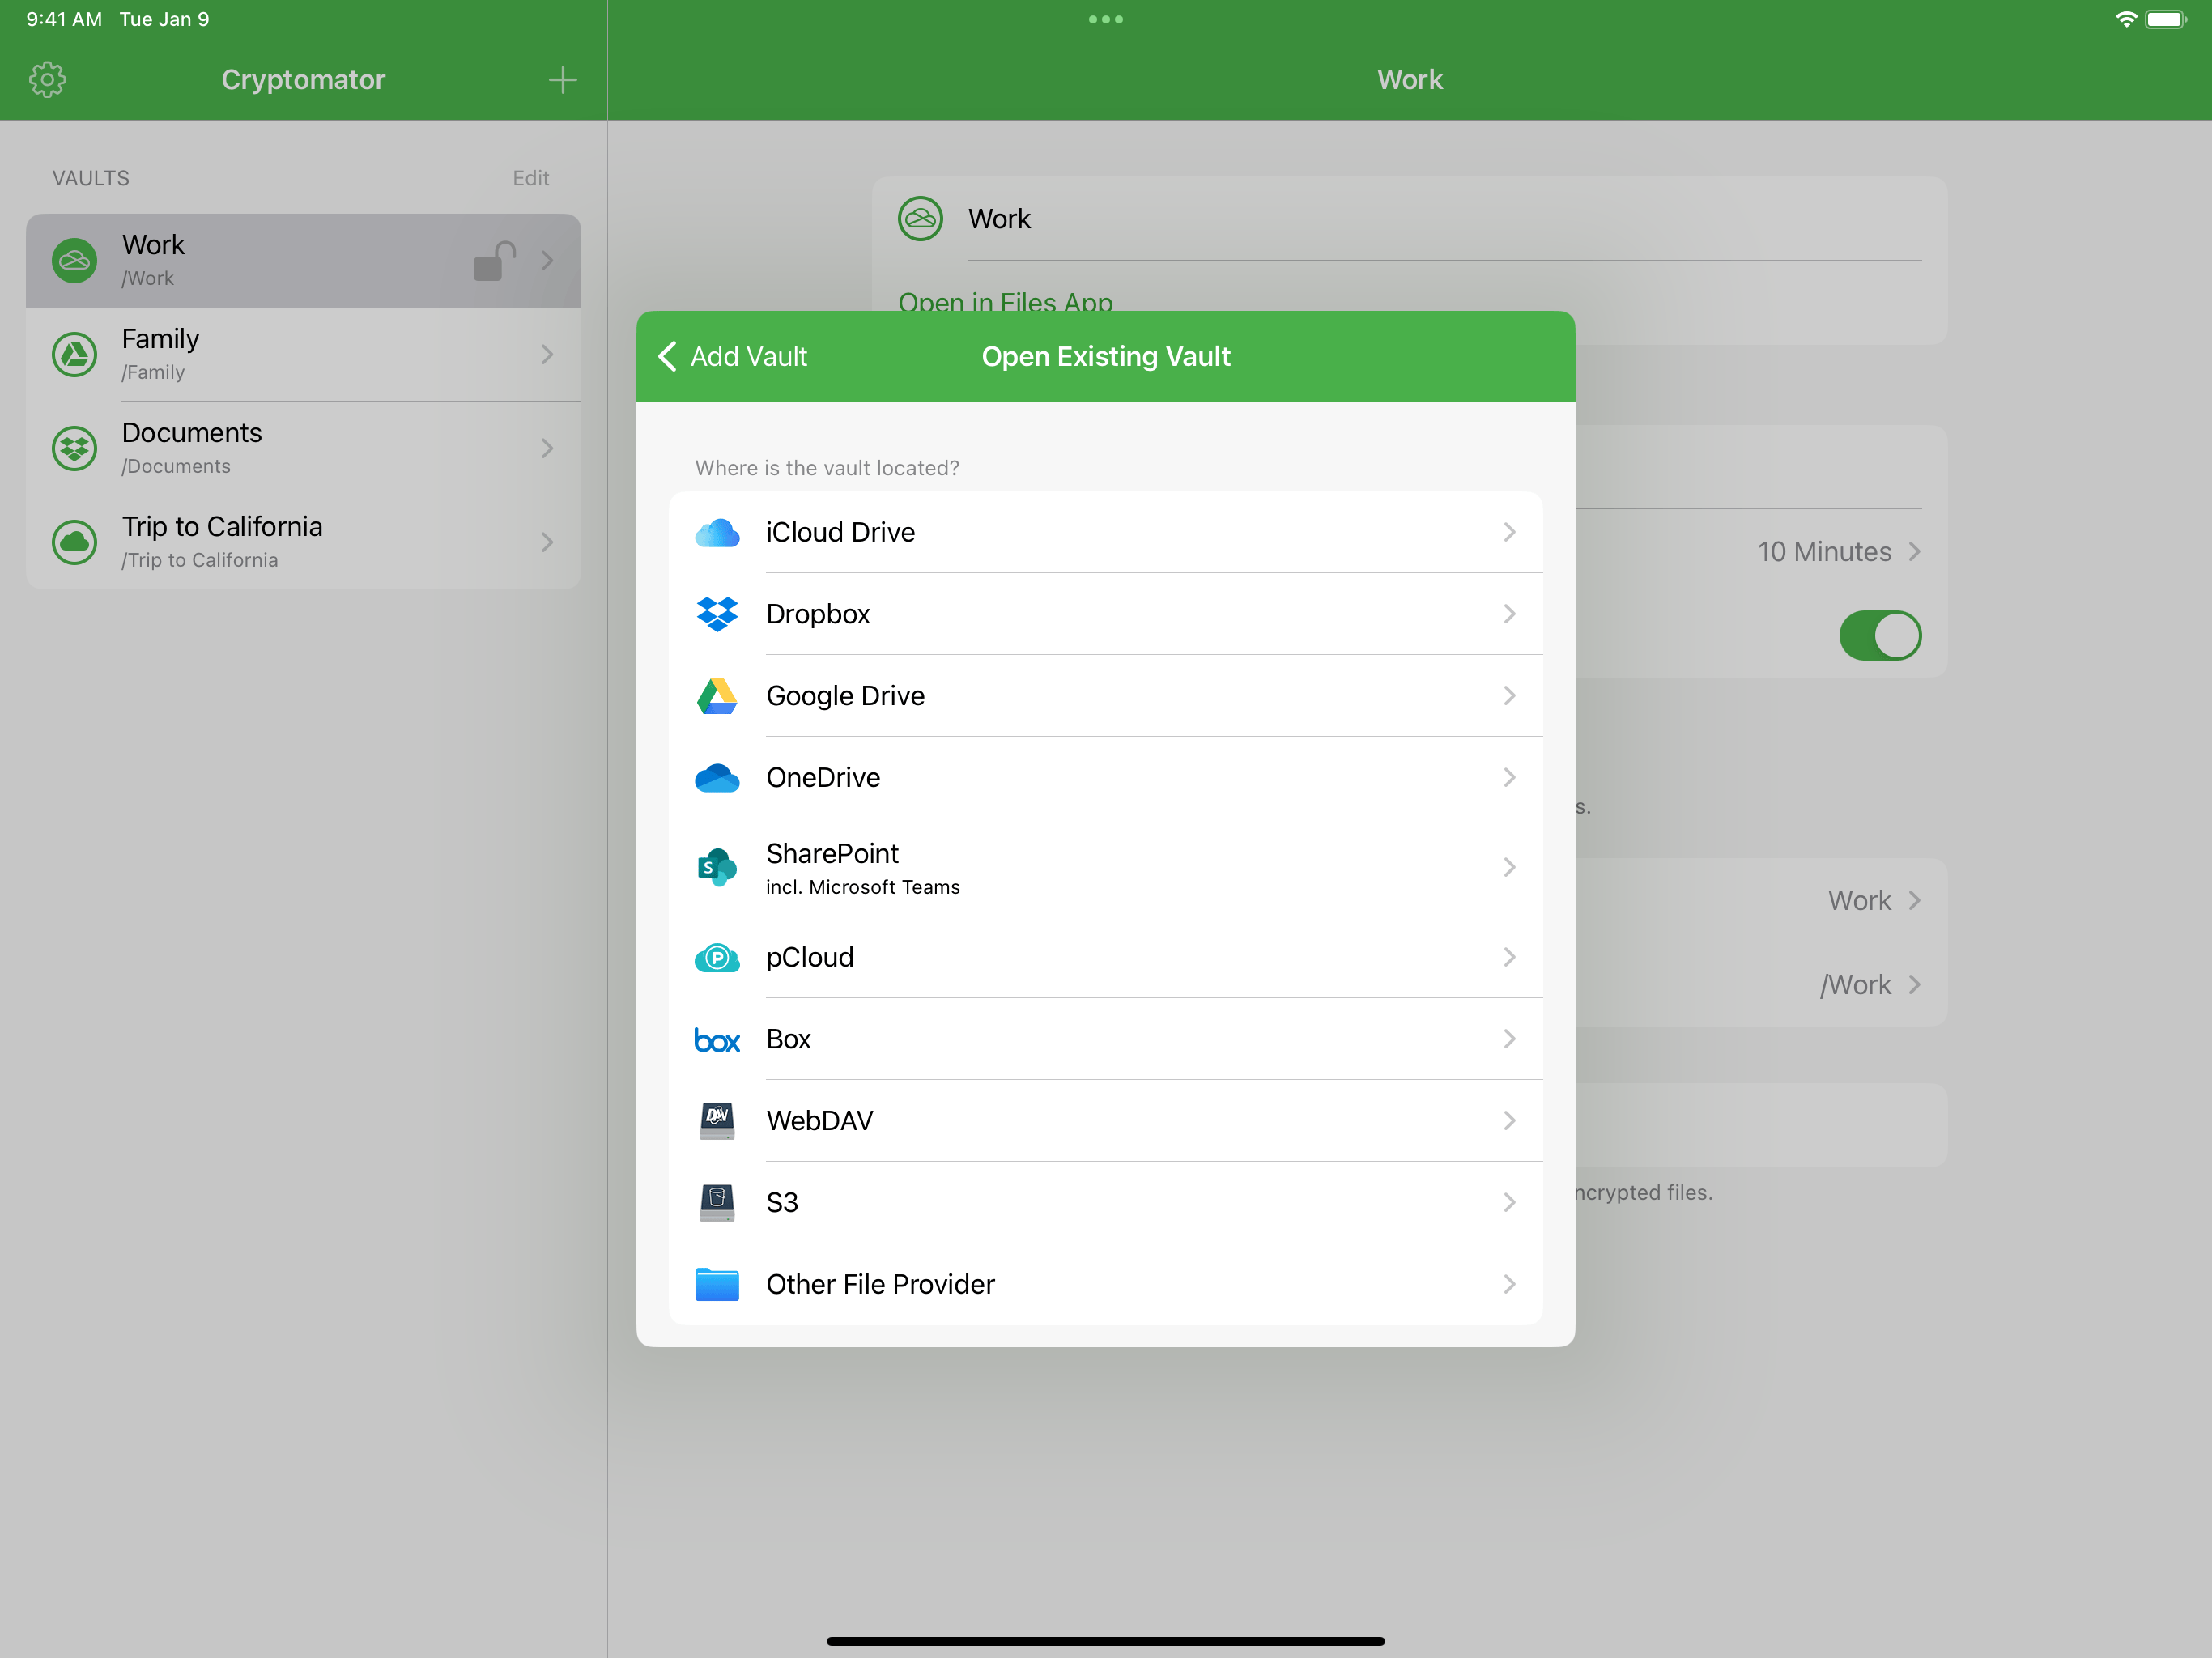 9:41 AM Tue Jan 9
Cryptomator
Work
VAULTS
Edit
Work
/Work
Family
/Family
Documents
/Documents
Trip to California
/Trip to California
Work
Open in Files App
10 Minutes
s.
Work
/Work
ncrypted files.
Add Vault
Open Existing Vault
Where is the vault located?
iCloud Drive
Dropbox
Google Drive
OneDrive
S
SharePoint
incl. Microsoft Teams
P
pCloud
box
Box
DAV
WebDAV
S3
Other File Provider